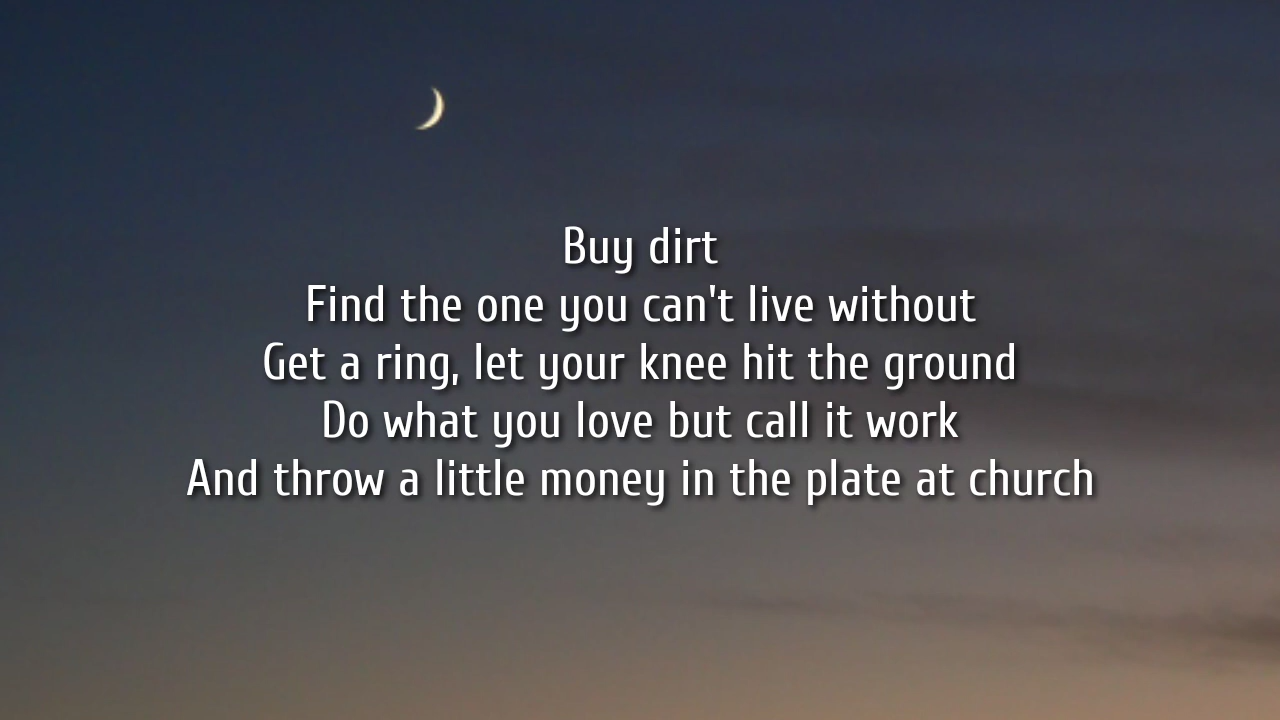 Buy dirt
Find the one you can't live without
Get a ring, let your knee hit the ground
Do what you love but call it work
And throw a little money in the plate at church